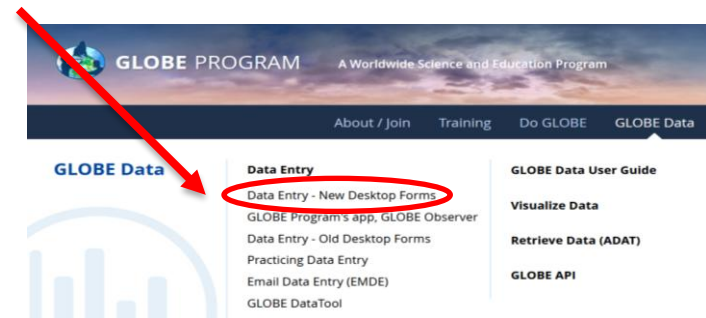 GLOBE PROGRAM A Worldwide Science and Education Program
About / Join Training Do GLOBE GLOBE Data
GLOBE Data
Data Entry
Data Entry - New Desktop Forms
GLOBE Program's app, GLOBE Observer
Data Entry - Old Desktop Forms
Practicing Data Entry
Email Data Entry (EMDE)
GLOBE DataTool
GLOBE Data User Guide
Visualize Data
Retrieve Data (ADAT)
GLOBE API